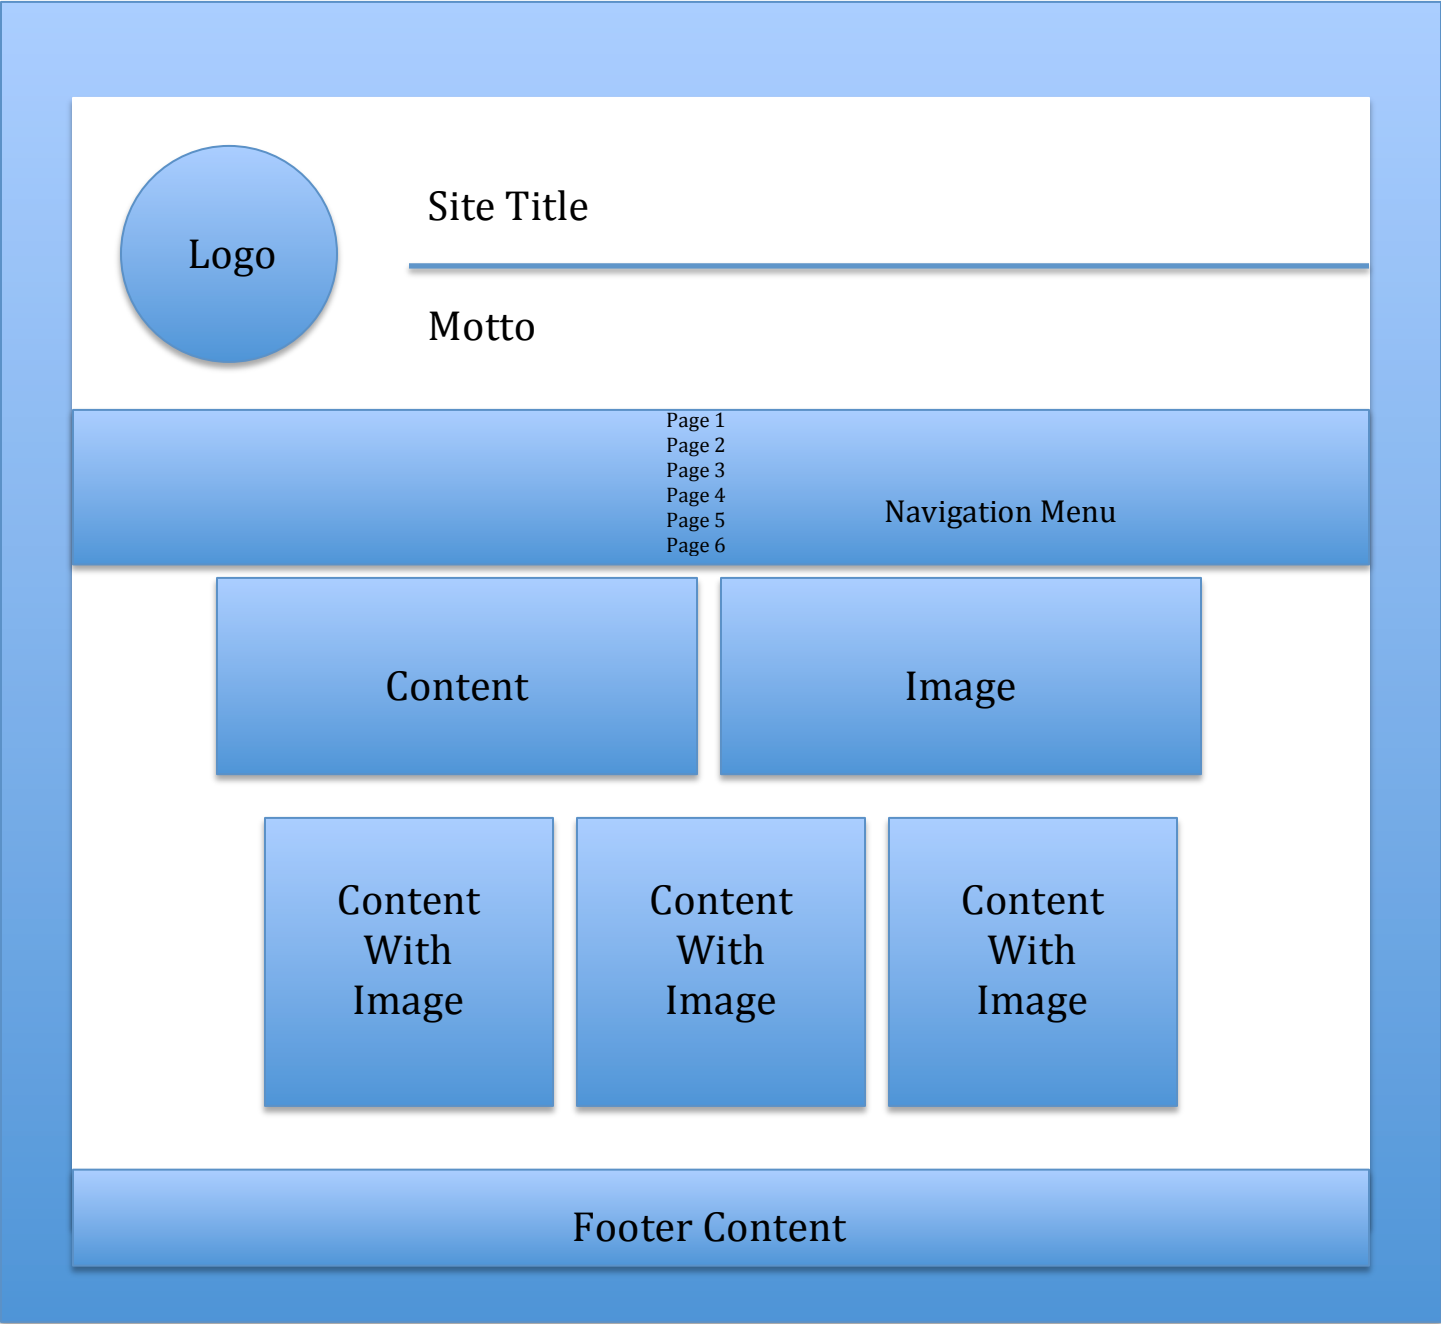 Logo
Site Title
Motto
Page 1
Page 2
Page 3
Page 4
Page 5
Page 6
Navigation Menu
Content
Image
Content
With
Image
Content
With
Image
Content
With
Image
Footer Content